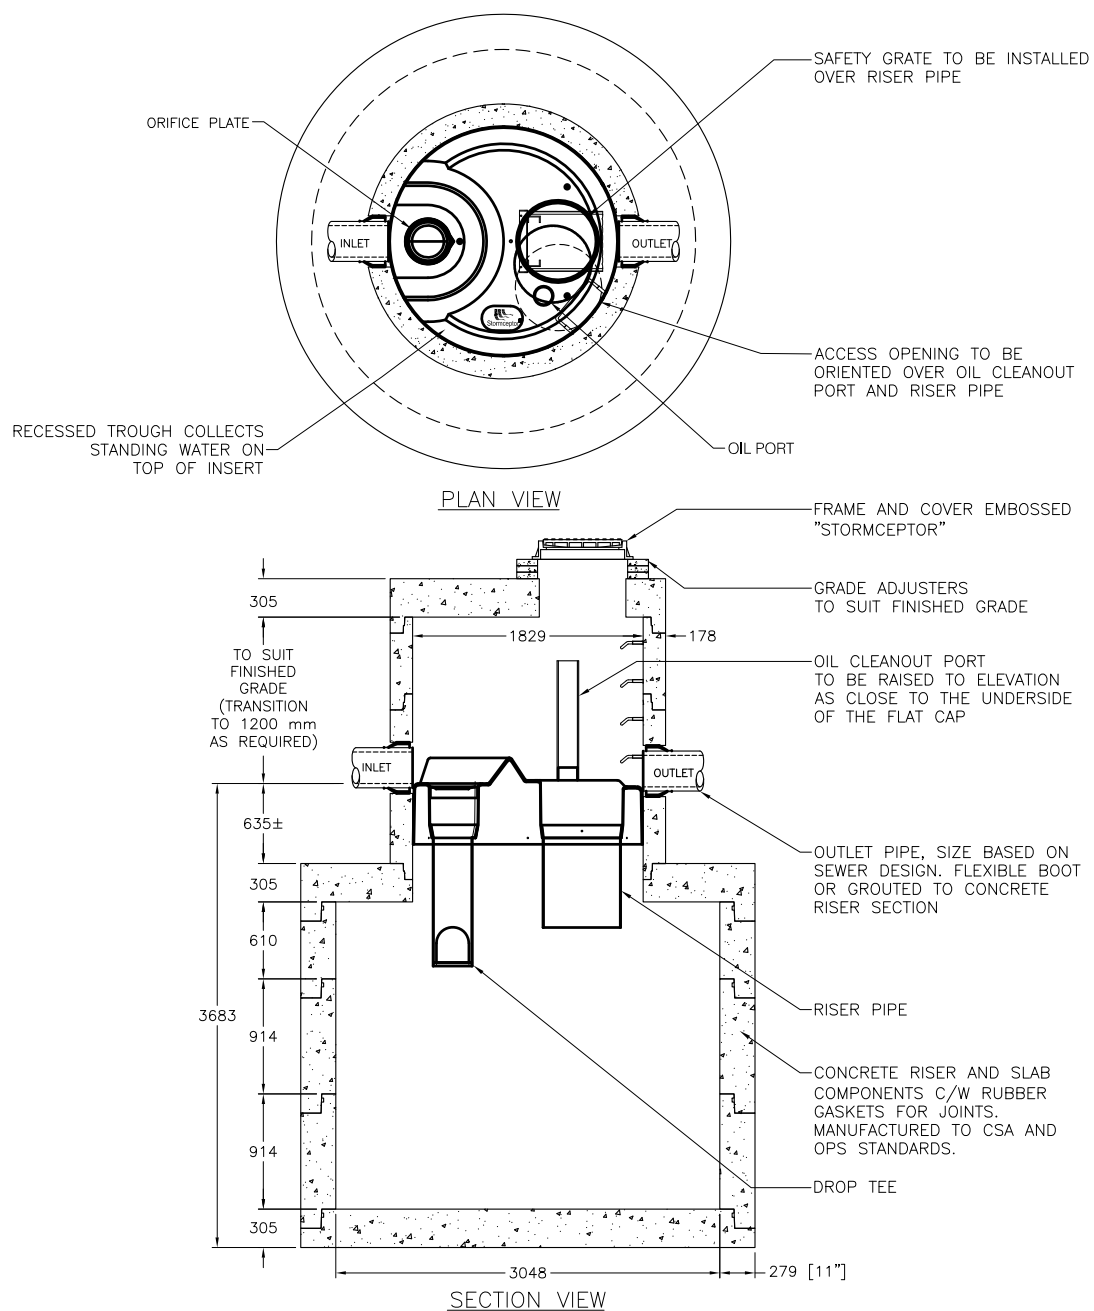 SAFETY GRATE TO BE INSTALLED
OVER RISER PIPE
ORIFICE PLATE
INLET
OUTLET
Stormceptor
ACCESS OPENING TO BE
ORIENTED OVER OIL CLEANOUT
PORT AND RISER PIPE
RECESSED TROUGH COLLECTS
STANDING WATER ON
TOP OF INSERT
OIL PORT
PLAN VIEW
FRAME AND COVER EMBOSSED
"STORMCEPTOR"
GRADE ADJUSTERS
TO SUIT FINISHED GRADE
305
1829
178
TO SUIT
FINISHED
GRADE
(TRANSITION
TO 1200 mm
AS REQUIRED)
OIL CLEANOUT PORT
TO BE RAISED TO ELEVATION
AS CLOSE TO THE UNDERSIDE
OF THE FLAT CAP
INLET
OUTLET
635±
OUTLET PIPE, SIZE BASED ON
SEWER DESIGN. FLEXIBLE BOOT
OR GROUTED TO CONCRETE
RISER SECTION
305
610
3683
RISER PIPE
914
CONCRETE RISER AND SLAB
COMPONENTS C/W RUBBER
GASKETS FOR JOINTS.
MANUFACTURED TO CSA AND
OPS STANDARDS.
914
DROP TEE
305
3048
279 [11"]
SECTION VIEW